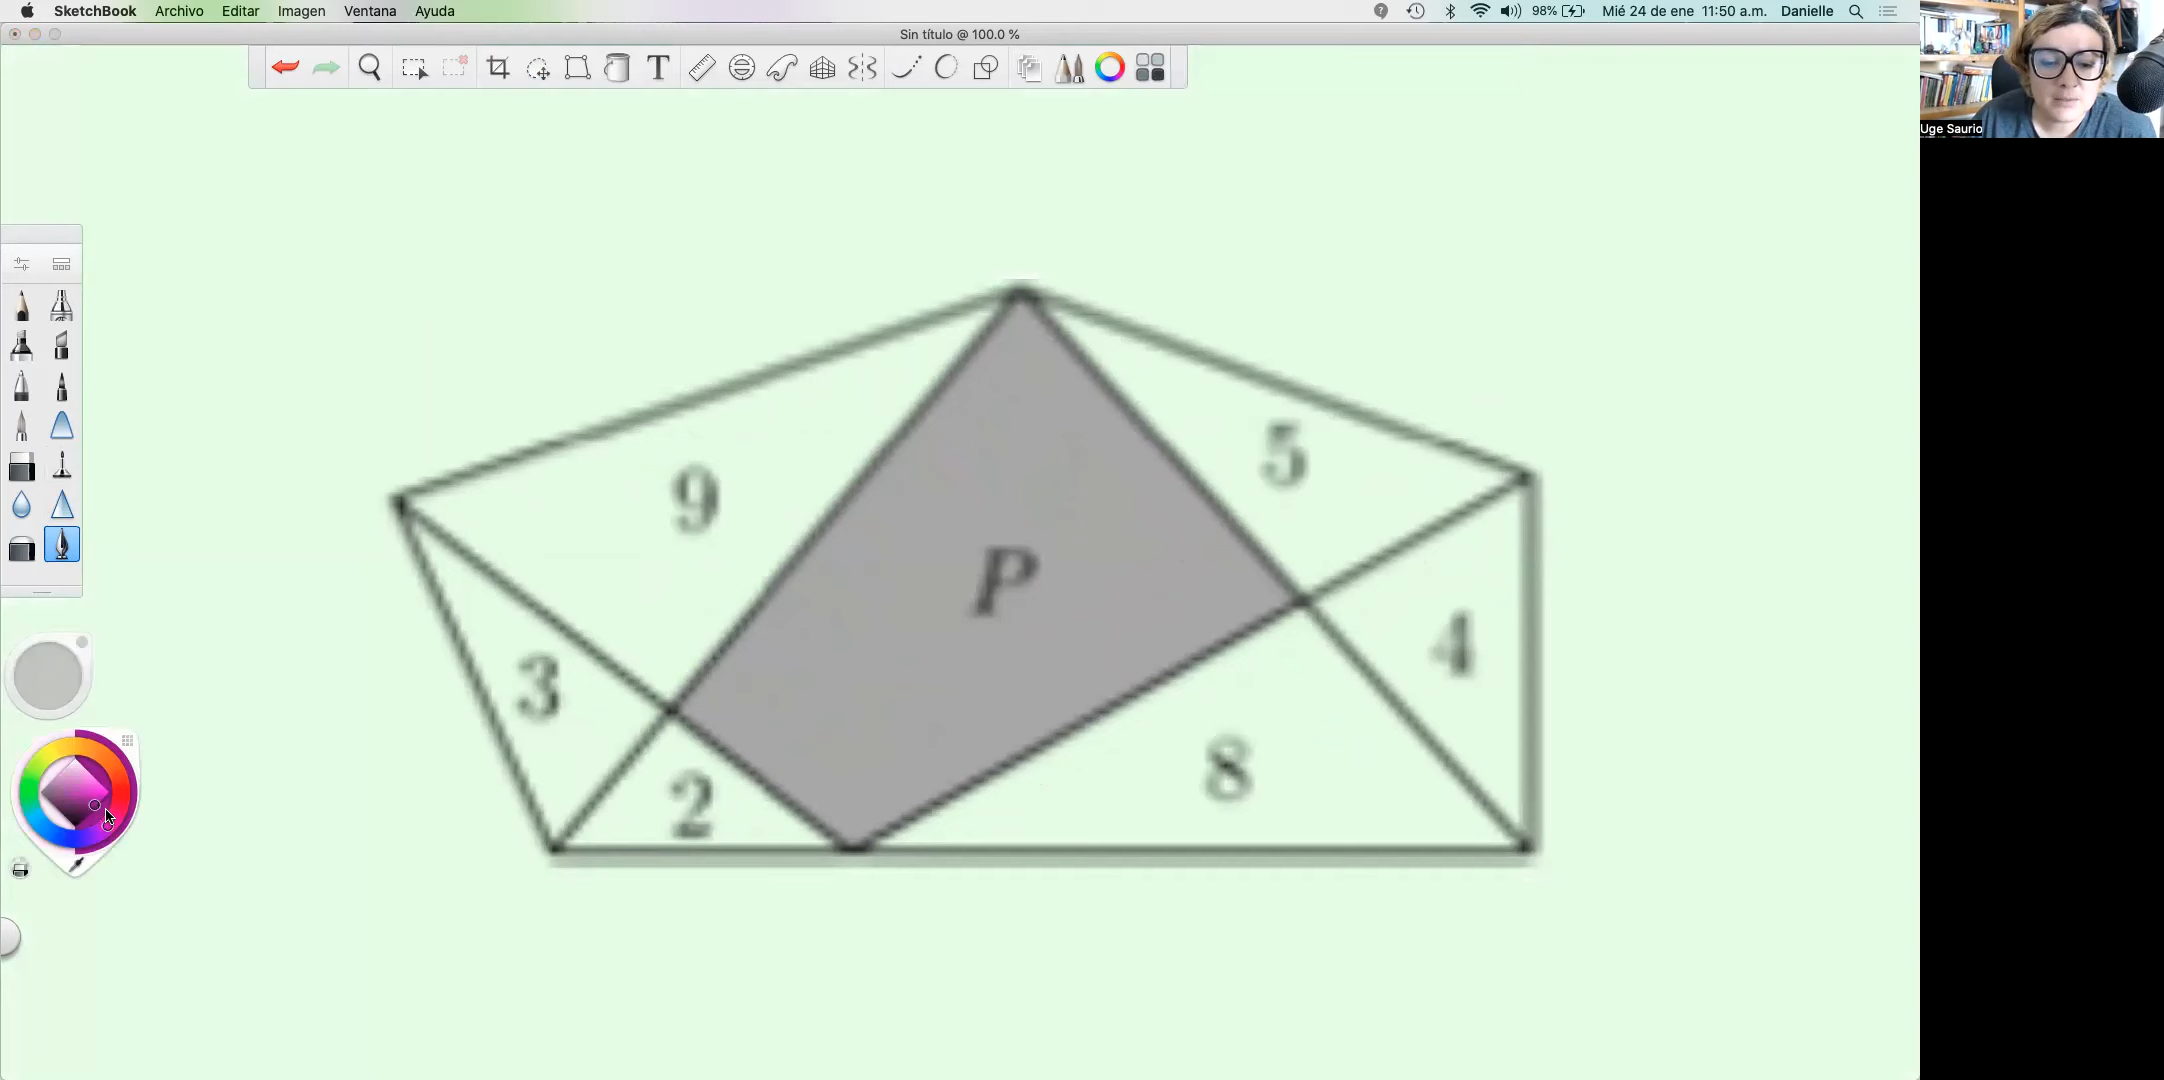 SketchBook Archivo Editar Imagen Ventana Ayuda 98% Mié 24 de ene 11:50 a.m. Danielle
Sin título @ 100.0 %
T
Uge Saurio
5
9
P
4
3
8
2